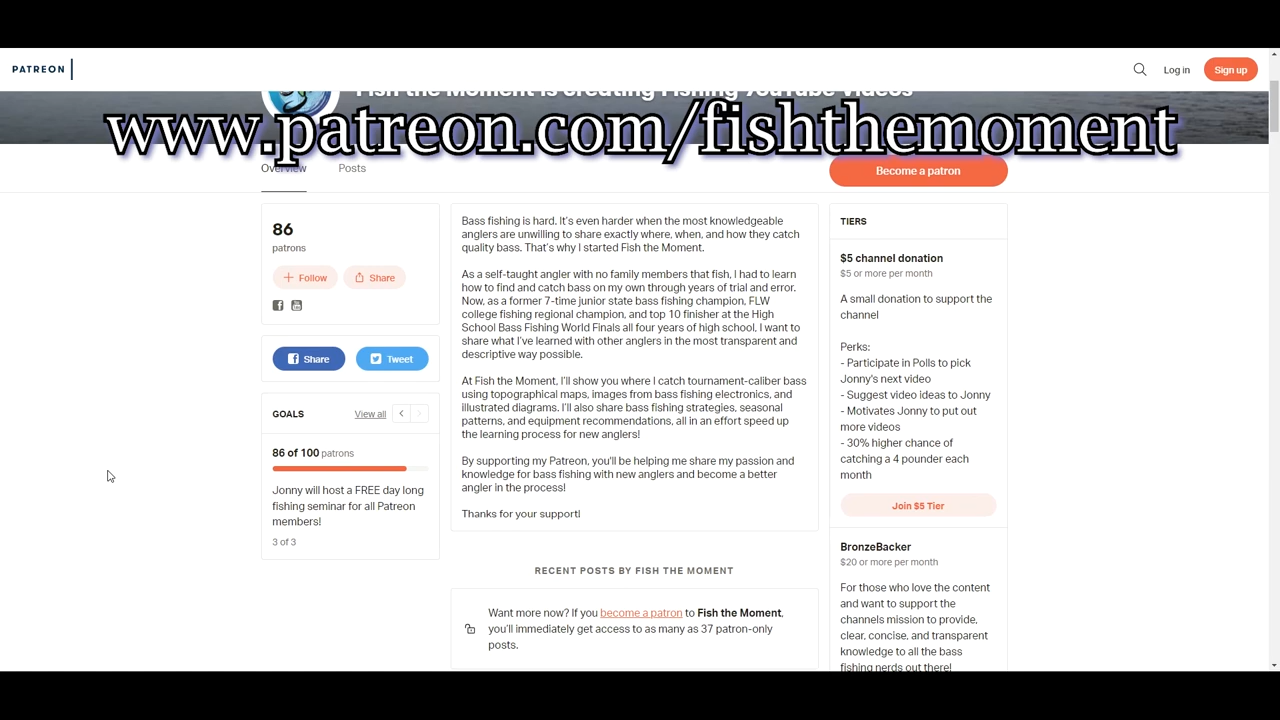 PATREON
Log in
Sign up
Fish the Moment is creating Fishing YouTube Videos
www.patreon.com/fishthemoment
Overview
Posts
Become a patron
86
patrons
Follow
Share
Share
Tweet
GOALS
View all
86 of 100 patrons
Jonny will host a FREE day long
fishing seminar for all Patreon
members!
3 of 3
Bass fishing is hard. It's even harder when the most knowledgeable
anglers are unwilling to share exactly where, when, and how they catch
quality bass. That's why I started Fish the Moment.
As a self-taught angler with no family members that fish, I had to learn
how to find and catch bass on my own through years of trial and error.
Now, as a former 7-time junior state bass fishing champion, FLW
college fishing regional champion, and top 10 finisher at the High
School Bass Fishing World Finals all four years of high school, I want to
share what I've learned with other anglers in the most transparent and
descriptive way possible.
At Fish the Moment, I'll show you where I catch tournament-caliber bass
using topographical maps, images from bass fishing electronics, and
illustrated diagrams. I'll also share bass fishing strategies, seasonal
patterns, and equipment recommendations, all in an effort speed up
the learning process for new anglers!
By supporting my Patreon, you'll be helping me share my passion and
knowledge for bass fishing with new anglers and become a better
angler in the process!
Thanks for your support!
RECENT POSTS BY FISH THE MOMENT
Want more now? If you become a patron to Fish the Moment,
you'll immediately get access to as many as 37 patron-only
posts.
TIERS
$5 channel donation
$5 or more per month
A small donation to support the
channel
Perks:
- Participate in Polls to pick
Jonny's next video
- Suggest video ideas to Jonny
- Motivates Jonny to put out
more videos
- 30% higher chance of
catching a 4 pounder each
month
Join $5 Tier
BronzeBacker
$20 or more per month
For those who love the content
and want to support the
channels mission to provide,
clear, concise, and transparent
knowledge to all the bass
fishing nerds out there!